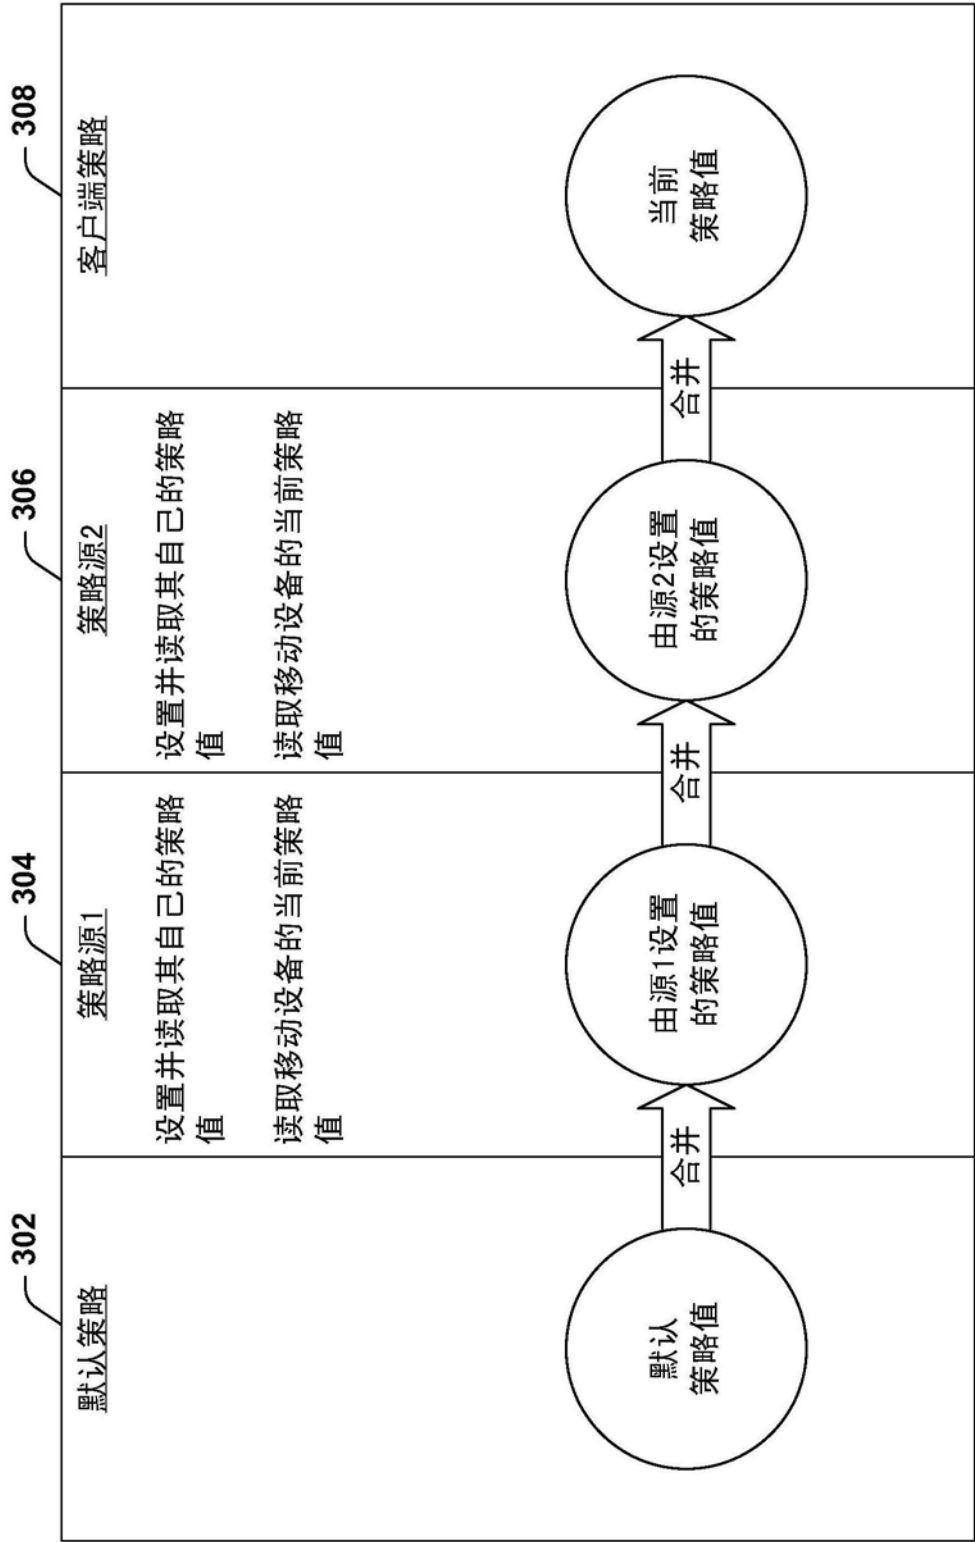 302
默认策略
默认
策略值
合并
304
策略源1
设置并读取其自己的策略
值
读取移动设备的当前策略
值
由源1设置
的策略值
合并
306
策略源2
设置并读取其自己的策略
值
读取移动设备的当前策略
值
由源2设置
的策略值
合并
308
客户端策略
当前
策略值